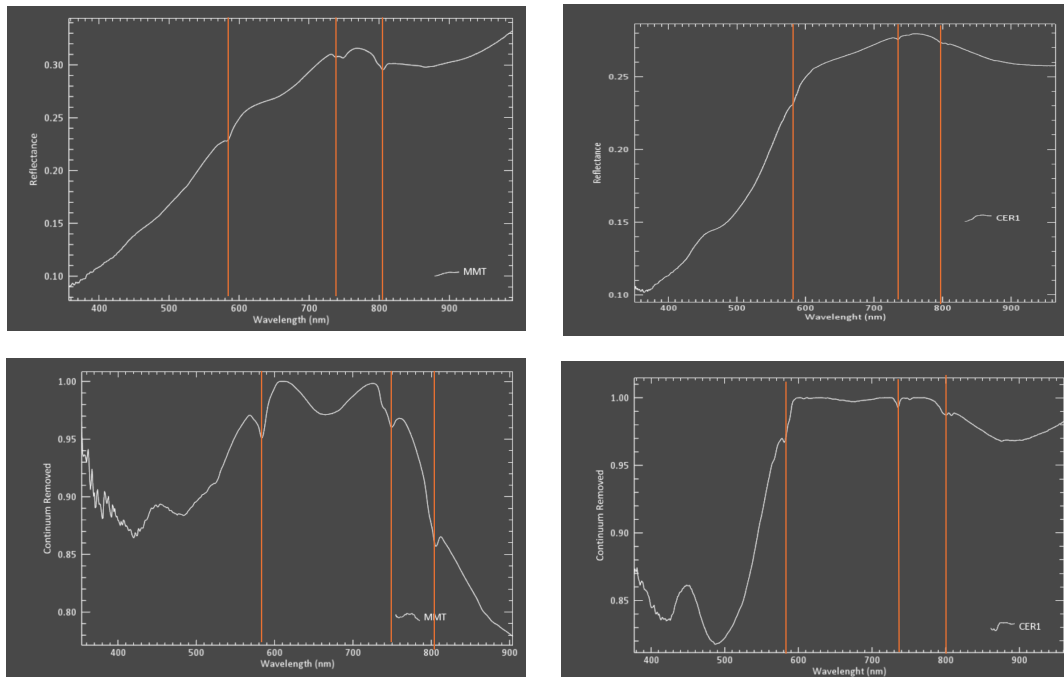 0.30
0.25
0.20
0.15
0.10
Reflectance
400 500 600 700 800 900
Wavelength (nm)
MMT
0.25
0.20
0.15
0.10
Reflectance
400 500 600 700 800 900
Wavelenght (nm)
CER1
1.00
0.95
0.90
0.85
0.80
Continuum Removed
400 500 600 700 800 900
Wavelength (nm)
MMT
1.00
0.95
0.90
0.85
Continuum Removed
400 500 600 700 800 900
Wavelenght (nm)
CER1